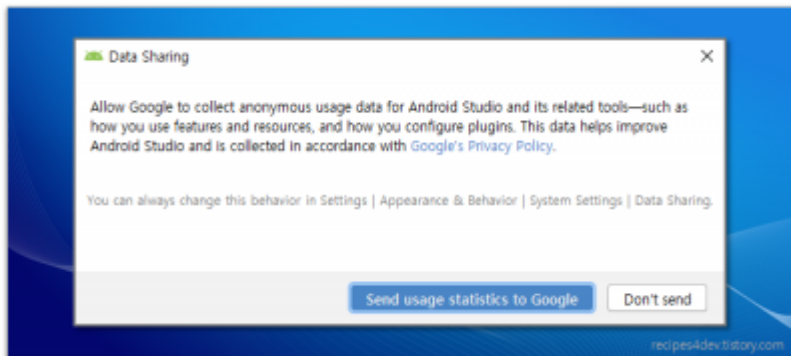 Data Sharing
Allow Google to collect anonymous usage data for Android Studio and its related tools—such as
how you use features and resources, and how you configure plugins. This data helps improve
Android Studio and is collected in accordance with Google's Privacy Policy.
You can always change this behavior in Settings | Appearance & Behavior | System Settings | Data Sharing.
Send usage statistics to Google
Don't send
recipes4dev.tistory.com